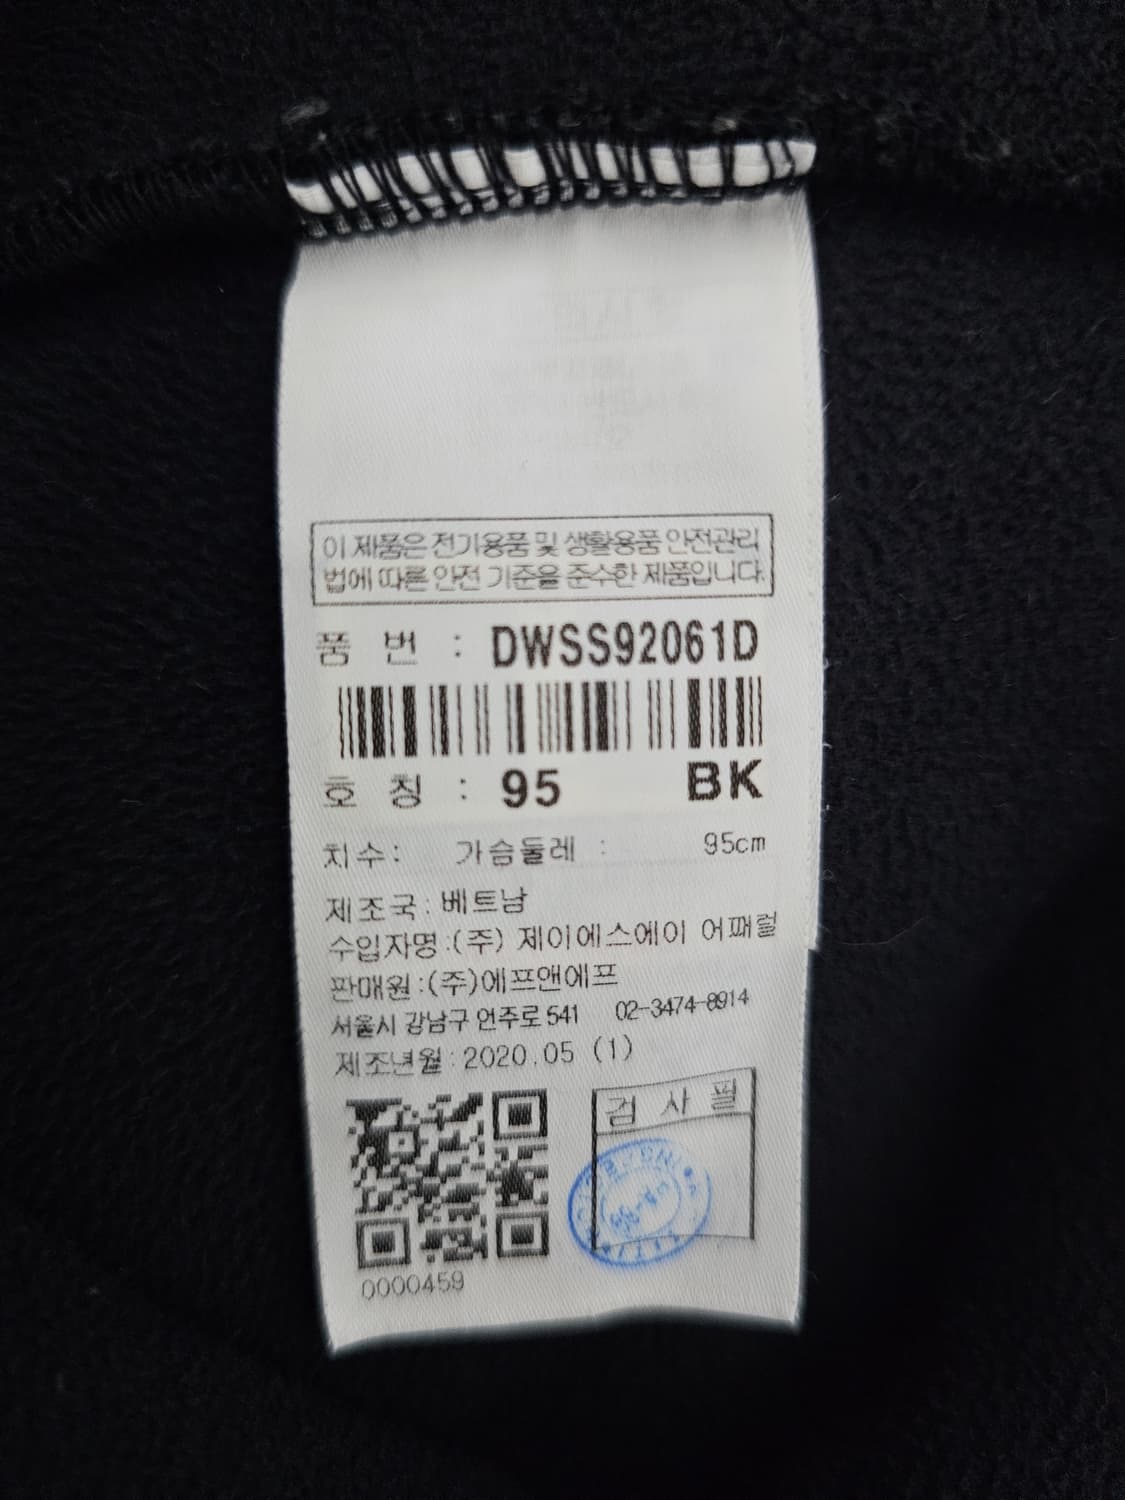 이 제품은 전기용품 및 생활용품 안전관리
법에 따른 안전 기준을 준수한 제품입니다.
품 번 : DWSS92061D
호 칭 : 95 BK
치수: 가슴둘레 : 95cm
제조국: 베트남
수입자명:(주) 제이에스에이 어패럴
판매원:(주)에프앤에프
서울시 강남구 언주로 541 02-3474-8914
제조년월: 2020.05 (1)
검 사 필
0000459